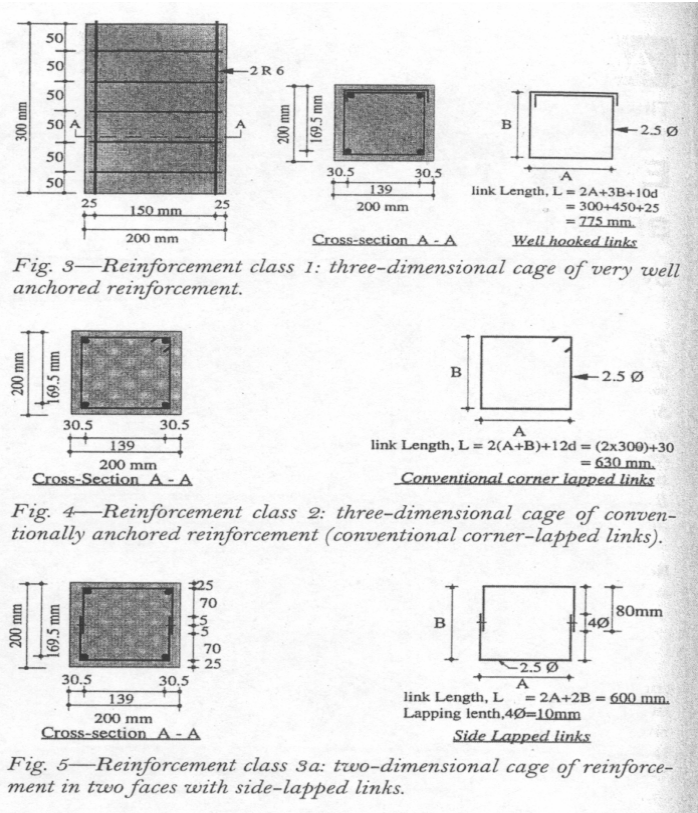 50
50
50
50
50
50
300 mm
A
A
2 R 6
25
150 mm
25
200 mm
200 mm
169.5 mm
30.5
30.5
139
200 mm
Cross-section A - A
B
2.5 Ø
A
link Length, L = 2A+3B+10d
= 300+450+25
= 775 mm.
Well hooked links
Fig. 3—Reinforcement class 1: three-dimensional cage of very well
anchored reinforcement.
200 mm
169.5 mm
30.5
30.5
139
200 mm
Cross-Section A - A
B
2.5 Ø
A
link Length, L = 2(A+B)+12d = (2x300)+30
= 630 mm.
Conventional corner lapped links
Fig. 4—Reinforcement class 2: three-dimensional cage of conven-
tionally anchored reinforcement (conventional corner-lapped links).
200 mm
169.5 mm
25
70
5
5
70
25
30.5
30.5
139
200 mm
Cross-section A - A
B
4Ø
80mm
2.5 Ø
A
link Length, L = 2A+2B = 600 mm.
Lapping lenth,4Ø=10mm
Side Lapped links
Fig. 5—Reinforcement class 3a: two-dimensional cage of reinforce-
ment in two faces with side-lapped links.